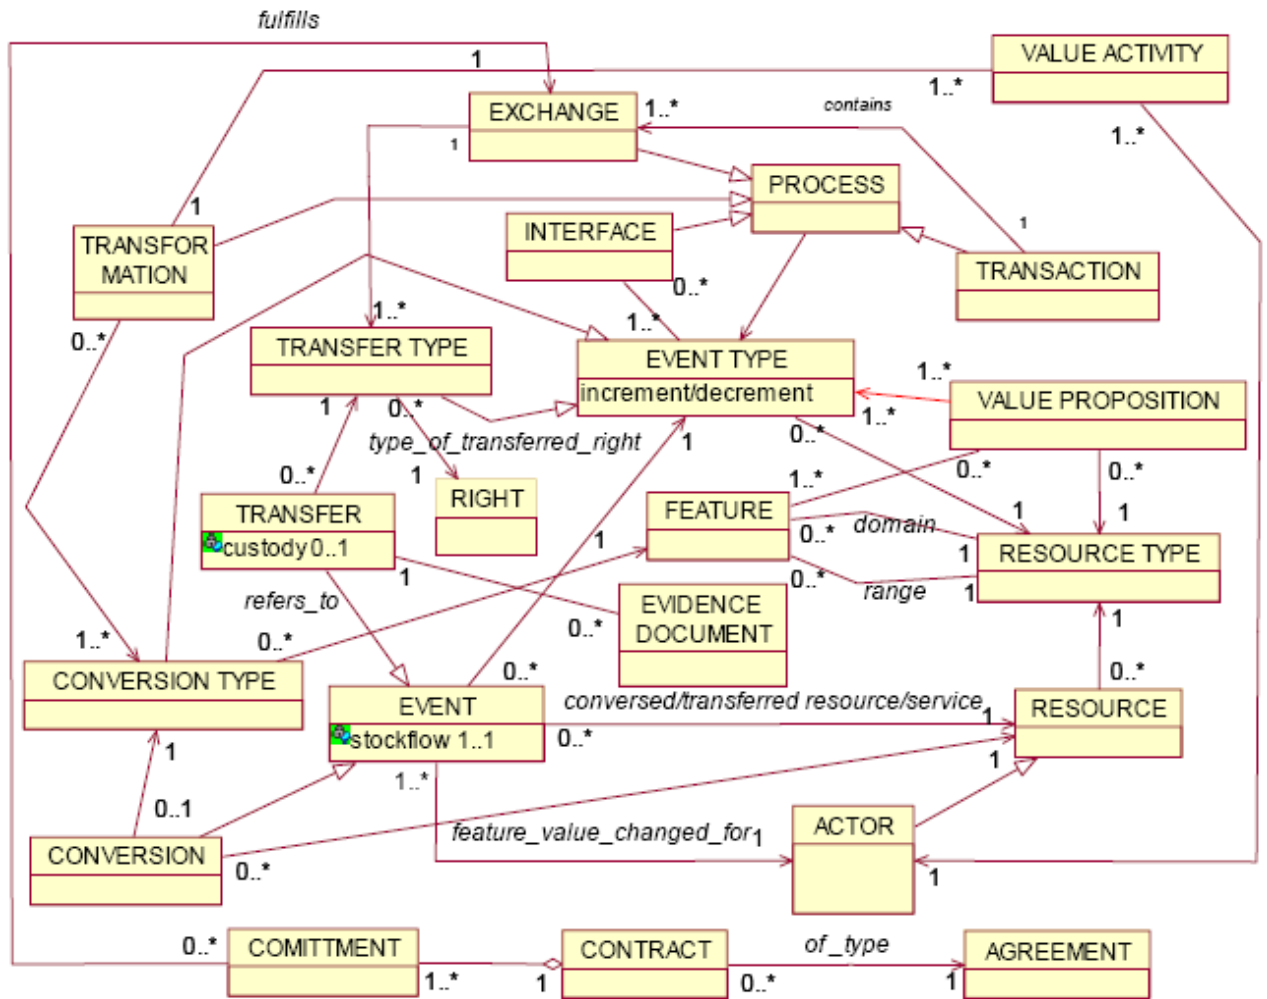 fulfills
1
VALUE ACTIVITY
1..*
EXCHANGE
1..*
contains
1
1..*
PROCESS
1
INTERFACE
1
TRANSFOR
MATION
TRANSACTION
0..*
1..*
1..*
0..*
TRANSFER TYPE
EVENT TYPE
increment/decrement
1..*
VALUE PROPOSITION
1..*
1
0..*
type_of_transferred_right
1
0..*
0..*
1
0..*
0..*
1..*
RIGHT
FEATURE
TRANSFER
custody 0..1
1
domain
0..*
1
1
RESOURCE TYPE
1
1
refers_to
EVIDENCE
DOCUMENT
0..*
range
1
1
0..*
1..*
0..*
CONVERSION TYPE
0..*
0..*
EVENT
stockflow 1..1
conversed/transferred resource/service
1
RESOURCE
0..*
1
1
1..*
0..1
ACTOR
feature_value_changed_for
1
CONVERSION
0..*
1
0..*
COMITTMENT
1..*
1
CONTRACT
of_type
0..*
1
AGREEMENT